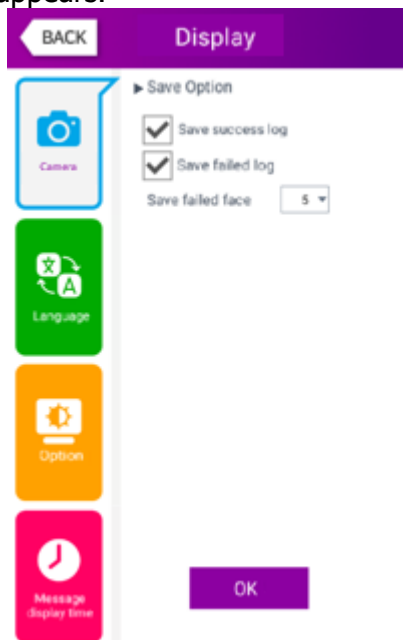 appears.
BACK
Display
Save Option
Save success log
Save failed log
Save failed face 5
Camera
Language
Option
Message
display time
OK